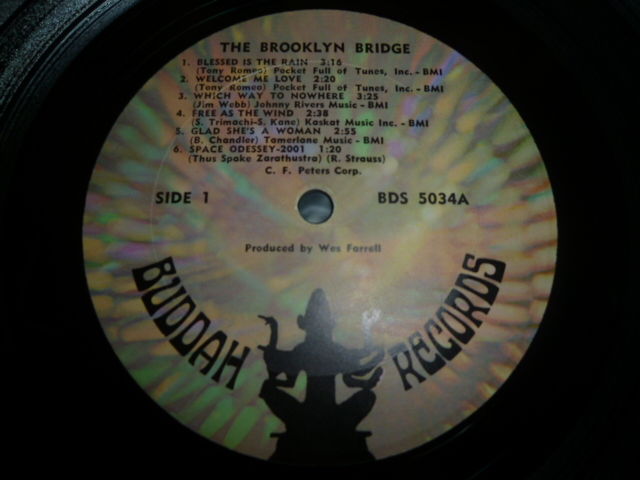 THE BROOKLYN BRIDGE
1. BLESSED IS THE RAIN 3:16
(Tony Romeo) Pocket Full of Tunes, Inc. - BMI
2. WELCOME ME LOVE 2:20
(Tony Romeo) Pocket Full of Tunes, Inc. - BMI
3. WHICH WAY TO NOWHERE 3:25
(Jim Webb) Johnny Rivers Music - BMI
4. FREE AS THE WIND 2:38
(S. Trimachi-S. Kane) Kaskat Music Inc. - BMI
5. GLAD SHE'S A WOMAN 2:55
(B. Chandler) Tamerlane Music - BMI
6. SPACE ODESSEY-2001 1:20
(Thus Spake Zarathustra) (R. Strauss)
C. F. Peters Corp.
SIDE 1 BDS 5034A
Produced by Wes Farrell
BUDDAH RECORDS